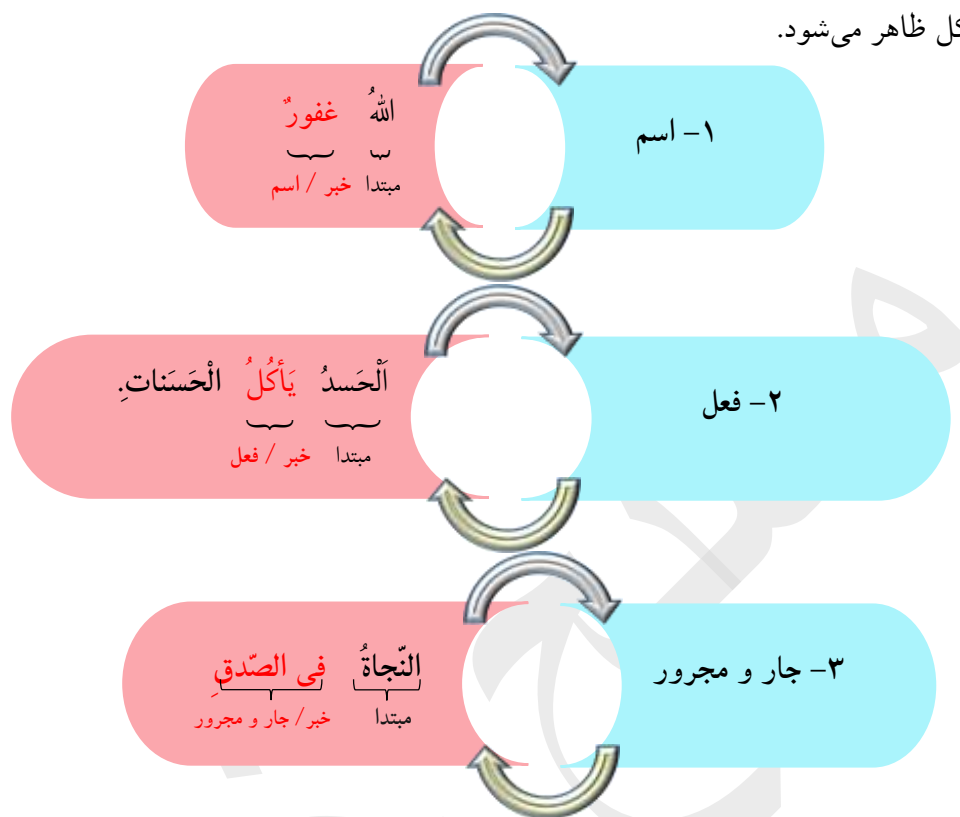 کل ظاهر می‌شود.
۱- اسم
اللهُ غفورٌ
مبتدا خبر / اسم
۲- فعل
اَلْحَسدُ یَأکُلُ الْحَسَناتِ.
مبتدا خبر / فعل
۳- جار و مجرور
النّجاةُ فی الصّدقِ
مبتدا خبر/ جار و مجرور